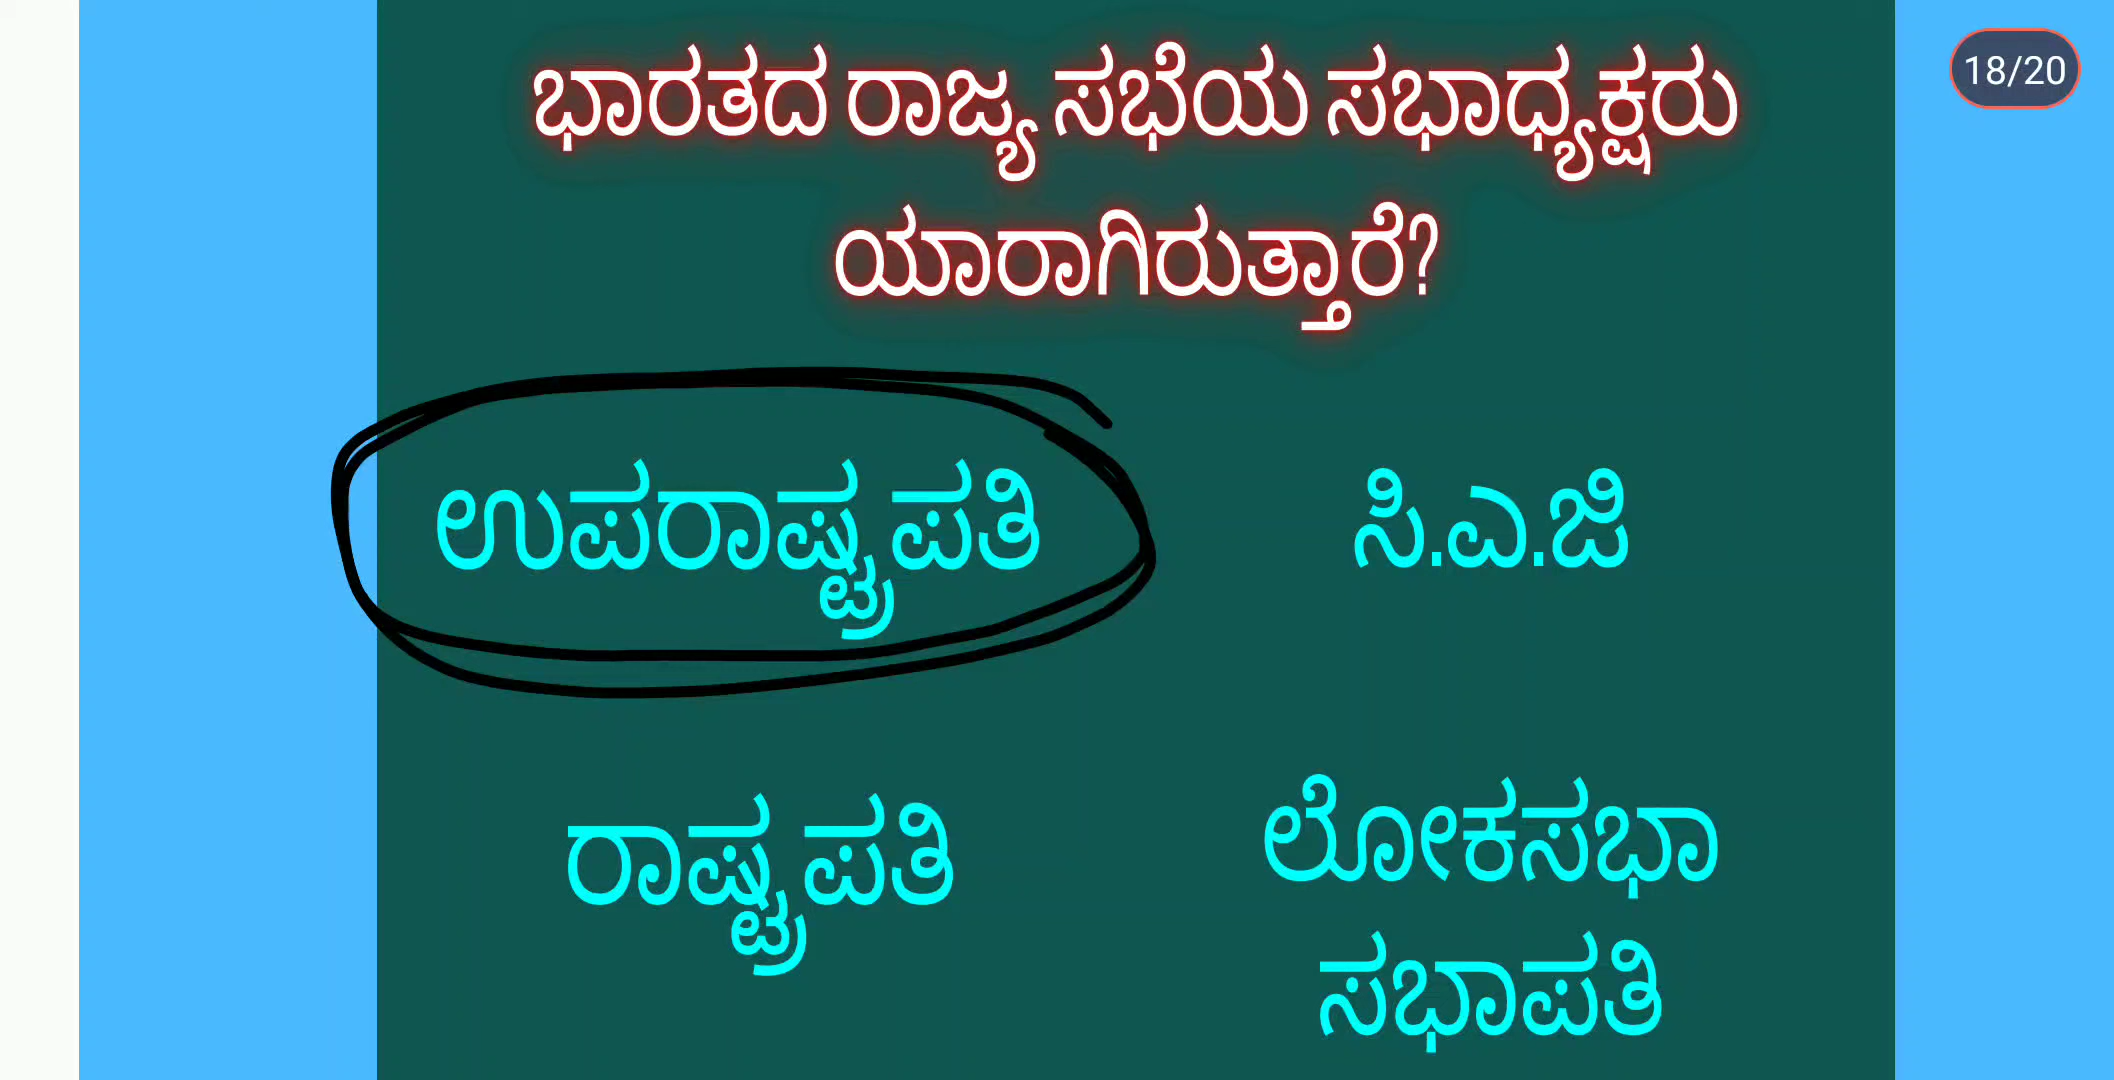 ಭಾರತದ ರಾಜ್ಯ ಸಭೆಯ ಸಭಾಧ್ಯಕ್ಷರು
ಯಾರಾಗಿರುತ್ತಾರೆ?
18/20
ಉಪರಾಷ್ಟ್ರಪತಿ
ಸಿ.ಎ.ಜಿ
ರಾಷ್ಟ್ರಪತಿ
ಲೋಕಸಭಾ
ಸಭಾಪತಿ